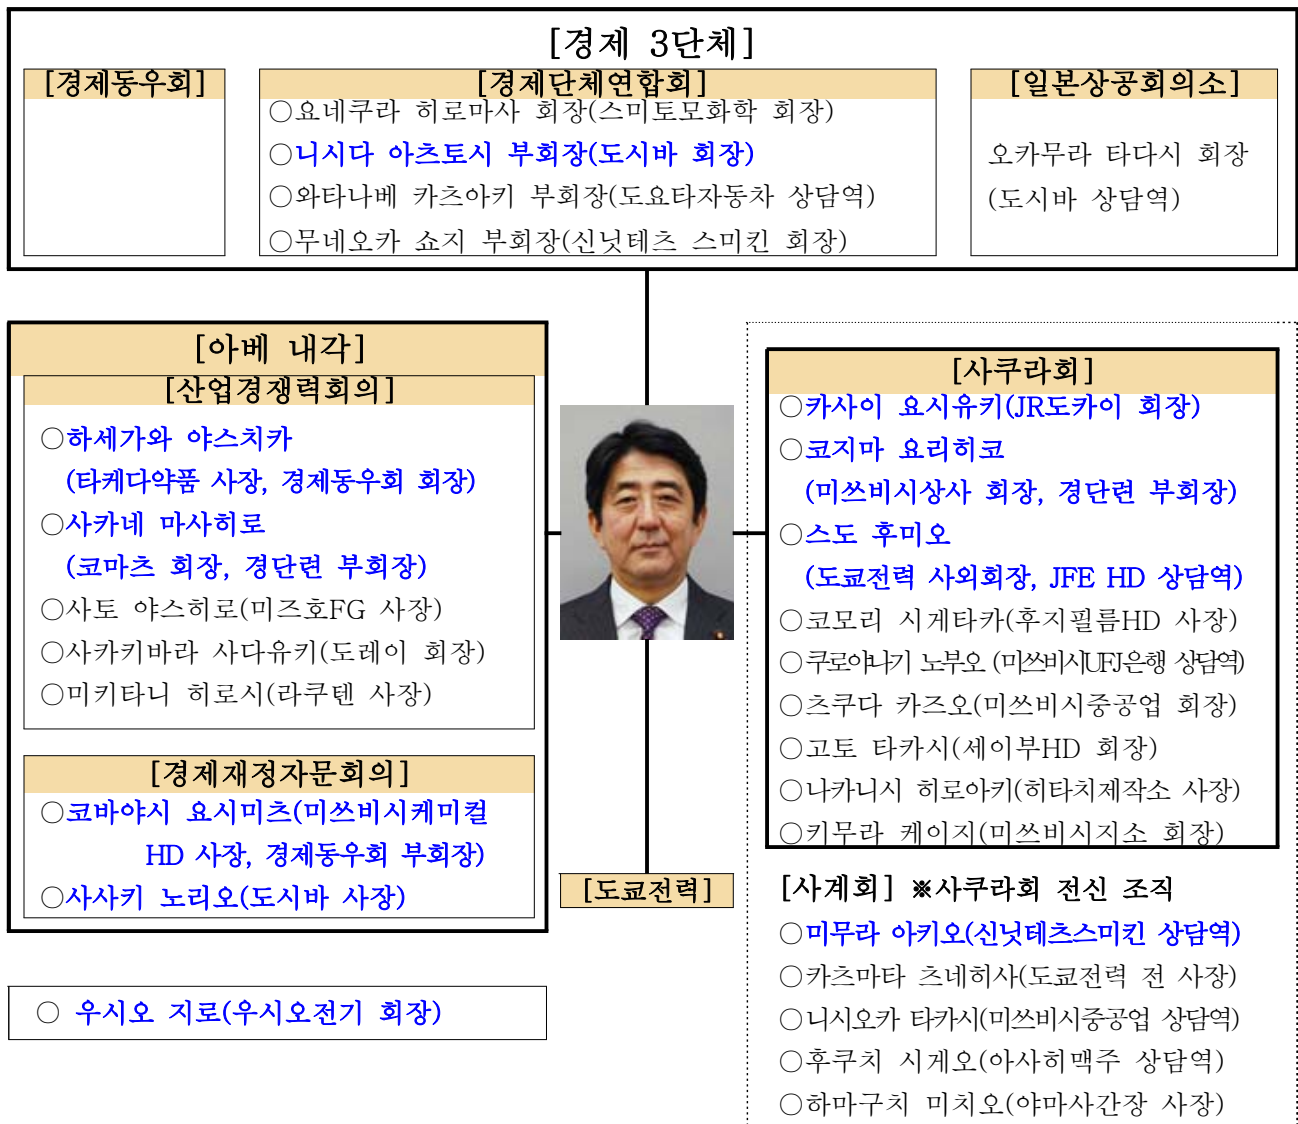 [경제 3단체]
[경제동우회]
[경제단체연합회]
○요네쿠라 히로마사 회장(스미토모화학 회장)
○니시다 아츠토시 부회장(도시바 회장)
○와타나베 카츠아키 부회장(도요타자동차 상담역)
○무네오카 쇼지 부회장(신닛테츠 스미킨 회장)
[일본상공회의소]
오카무라 타다시 회장
(도시바 상담역)
[아베 내각]
[산업경쟁력회의]
○하세가와 야스치카
(타케다약품 사장, 경제동우회 회장)
○사카네 마사히로
(코마츠 회장, 경단련 부회장)
○사토 야스히로(미즈호FG 사장)
○사카키바라 사다유키(도레이 회장)
○미키타니 히로시(라쿠텐 사장)
[경제재정자문회의]
○코바야시 요시미츠(미쓰비시케미컬
HD 사장, 경제동우회 부회장)
○사사키 노리오(도시바 사장)
○ 우시오 지로(우시오전기 회장)
[도쿄전력]
[사쿠라회]
○카사이 요시유키(JR도카이 회장)
○코지마 요리히코
(미쓰비시상사 회장, 경단련 부회장)
○스도 후미오
(도쿄전력 사외회장, JFE HD 상담역)
○코모리 시게타카(후지필름HD 사장)
○쿠로야나기 노부오 (미쓰비시UFJ은행 상담역)
○츠쿠다 카즈오(미쓰비시중공업 회장)
○고토 타카시(세이부HD 회장)
○나카니시 히로아키(히타치제작소 사장)
○키무라 케이지(미쓰비시지소 회장)
[사계회] ※사쿠라회 전신 조직
○미무라 아키오(신닛테츠스미킨 상담역)
○카츠마타 츠네히사(도쿄전력 전 사장)
○니시오카 타카시(미쓰비시중공업 상담역)
○후쿠치 시게오(아사히맥주 상담역)
○하마구치 미치오(야마사간장 사장)